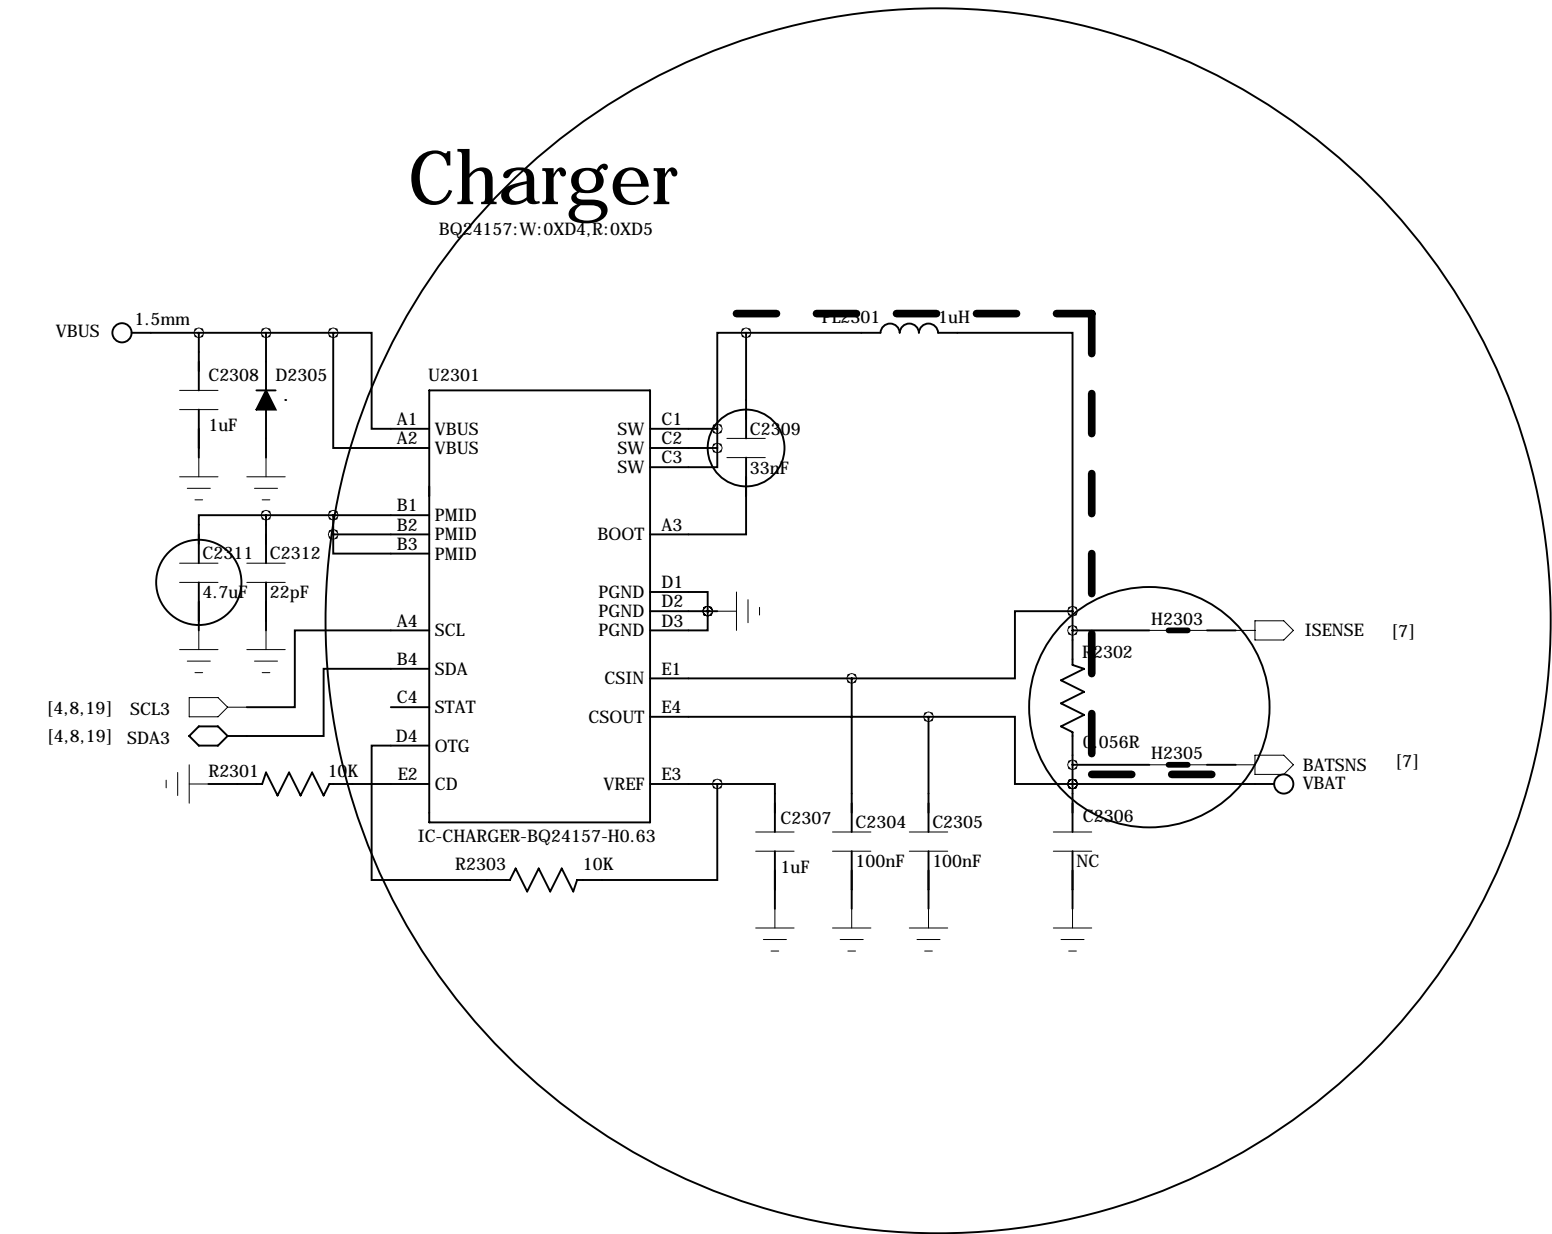 Charger
BQ24157:W:0XD4,R:0XD5
VBUS
1.5mm
PL2301
1uH
C2308
D2305
1uF
U2301
A1
VBUS
A2
VBUS
SW
C1
SW
C2
SW
C3
C2309
33nF
B1
PMID
B2
PMID
B3
PMID
BOOT
A3
C2311
C2312
4.7uF
22pF
PGND
D1
PGND
D2
PGND
D3
A4
SCL
H2303
ISENSE
[7]
R2302
B4
SDA
CSIN
E1
[4,8,19]
SCL3
C4
STAT
CSOUT
E4
[4,8,19]
SDA3
D4
OTG
0.056R
H2305
BATSNS
[7]
R2301
10K
E2
CD
VREF
E3
VBAT
IC-CHARGER-BQ24157-H0.63
C2307
C2304
C2305
C2306
R2303
10K
1uF
100nF
100nF
NC